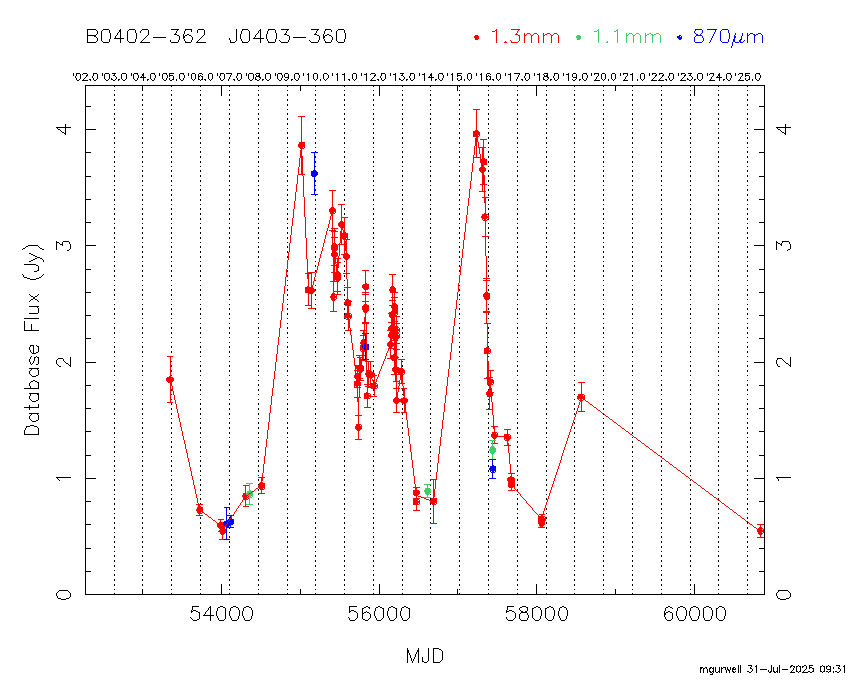 B0402-362 J0403-360 1.3mm 1.1mm 870μm
'02.0 '03.0 '04.0 '05.0 '06.0 '07.0 '08.0 '09.0 '10.0 '11.0 '12.0 '13.0 '14.0 '15.0 '16.0 '17.0 '18.0 '19.0 '20.0 '21.0 '22.0 '23.0 '24.0 '25.0
4 4
3 3
Database Flux (Jy)
2 2
1 1
0 0
54000 56000 58000 60000
MJD
mgurwell 31-Jul-2025 09:31